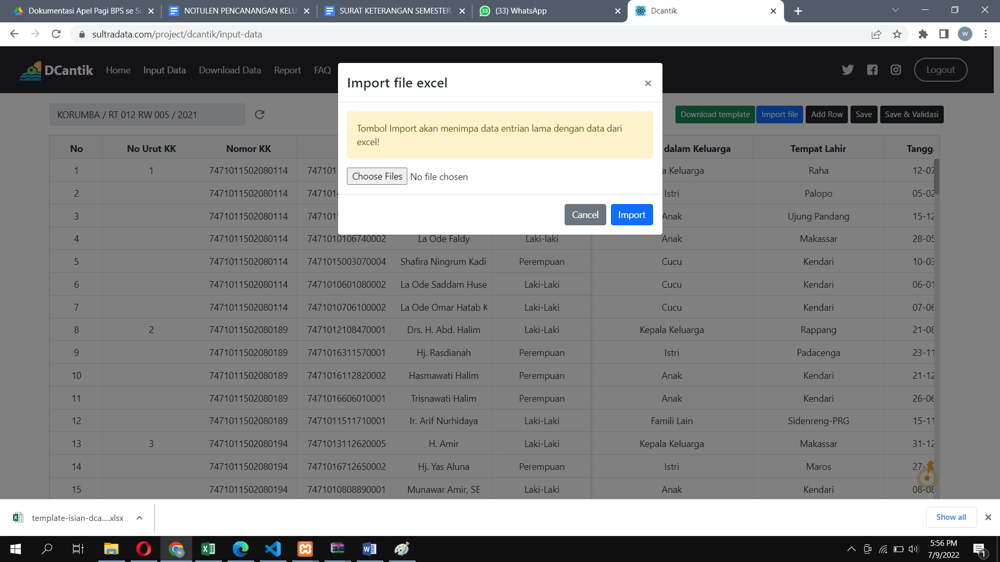 Dokumentasi Apel Pagi BPS se Su
NOTULEN PENCANANGAN KELU
SURAT KETERANGAN SEMESTER
33
(33) WhatsApp
Dcantik
sultradata.com/project/dcantik/input-data
W
DCantik Home Input Data Download Data Report FAQ
Logout
Import file excel
Tombol Import akan menimpa data entrian lama dengan data dari
excel!
Choose Files No file chosen
Cancel Import
KORUMBA / RT 012 RW 005 / 2021
Download template Import file Add Row Save Save & Validasi
No No Urut KK Nomor KK dalam Keluarga Tempat Lahir Tangga
1 1 7471011502080114 747101 a Keluarga Raha 12-07
2 7471011502080114 747101 Istri Palopo 05-02
3 7471011502080114 747101 Anak Ujung Pandang 15-12
4 7471011502080114 7471010106740002 La Ode Faldy Laki-laki Anak Makassar 28-05
5 7471011502080114 7471015003070004 Shafira Ningrum Kadi Perempuan Cucu Kendari 10-03
6 7471011502080114 7471010601080002 La Ode Saddam Huse Laki-Laki Cucu Kendari 06-01
7 7471011502080114 7471010706100002 La Ode Omar Hatab K Laki-Laki Cucu Kendari 07-06
8 2 7471011502080189 7471012108470001 Drs. H. Abd. Halim Laki-Laki Kepala Keluarga Rappang 21-08
9 7471011502080189 7471016311570001 Hj. Rasdianah Perempuan Istri Padacenga 23-11
10 7471011502080189 7471016112820002 Hasmawati Halim Perempuan Anak Kendari 21-12
11 7471011502080189 7471016606010001 Trisnawati Halim Perempuan Anak Kendari 26-06
12 7471011502080189 7471011511710001 Ir. Arif Nurhidaya Laki-Laki Famili Lain Sidenreng-PRG 15-11
13 3 7471011502080194 7471013112620005 H. Amir Laki-Laki Kepala Keluarga Makassar 31-12
14 7471011502080194 7471016712650002 Hj. Yas Aluna Perempuan Istri Maros 27-12
15 7471011502080194 7471010808890001 Munawar Amir, SE Laki-Laki Anak Kendari 08-08
template-isian-dca....xlsx
Show all
5:56 PM
7/9/2022
1